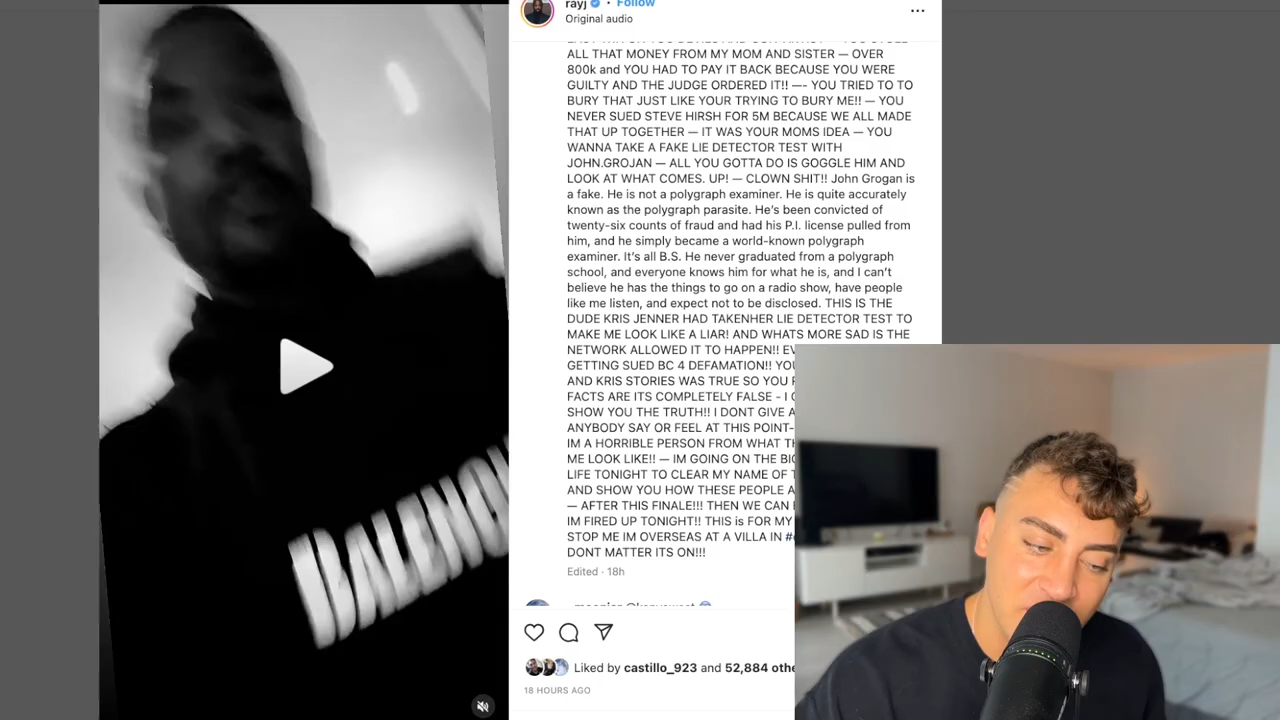 rayj • Follow
Original audio
ALL THAT MONEY FROM MY MOM AND SISTER — OVER
800k and YOU HAD TO PAY IT BACK BECAUSE YOU WERE
GUILTY AND THE JUDGE ORDERED IT!! —- YOU TRIED TO TO
BURY THAT JUST LIKE YOUR TRYING TO BURY ME!! — YOU
NEVER SUED STEVE HIRSH FOR 5M BECAUSE WE ALL MADE
THAT UP TOGETHER — IT WAS YOUR MOMS IDEA — YOU
WANNA TAKE A FAKE LIE DETECTOR TEST WITH
JOHN.GROJAN — ALL YOU GOTTA DO IS GOGGLE HIM AND
LOOK AT WHAT COMES. UP! — CLOWN SHIT!! John Grogan is
a fake. He is not a polygraph examiner. He is quite accurately
known as the polygraph parasite. He's been convicted of
twenty-six counts of fraud and had his P.I. license pulled from
him, and he simply became a world-known polygraph
examiner. It's all B.S. He never graduated from a polygraph
school, and everyone knows him for what he is, and I can't
believe he has the things to go on a radio show, have people
like me listen, and expect not to be disclosed. THIS IS THE
DUDE KRIS JENNER HAD TAKENHER LIE DETECTOR TEST TO
MAKE ME LOOK LIKE A LIAR! AND WHATS MORE SAD IS THE
NETWORK ALLOWED IT TO HAPPEN!!
GETTING SUED BC 4 DEFAMATION!!
AND KRIS STORIES WAS TRUE SO YOU
FACTS ARE ITS COMPLETELY FALSE - I
SHOW YOU THE TRUTH!! I DONT GIVE A
ANYBODY SAY OR FEEL AT THIS POINT-
IM A HORRIBLE PERSON FROM WHAT
ME LOOK LIKE!! — IM GOING ON THE
LIFE TONIGHT TO CLEAR MY NAME OF
AND SHOW YOU HOW THESE PEOPLE
— AFTER THIS FINALE!!! THEN WE CAN
IM FIRED UP TONIGHT!! THIS is FOR MY
STOP ME IM OVERSEAS AT A VILLA IN
DONT MATTER ITS ON!!!
Edited · 18h
Liked by castillo_923 and 52,884
18 HOURS AGO